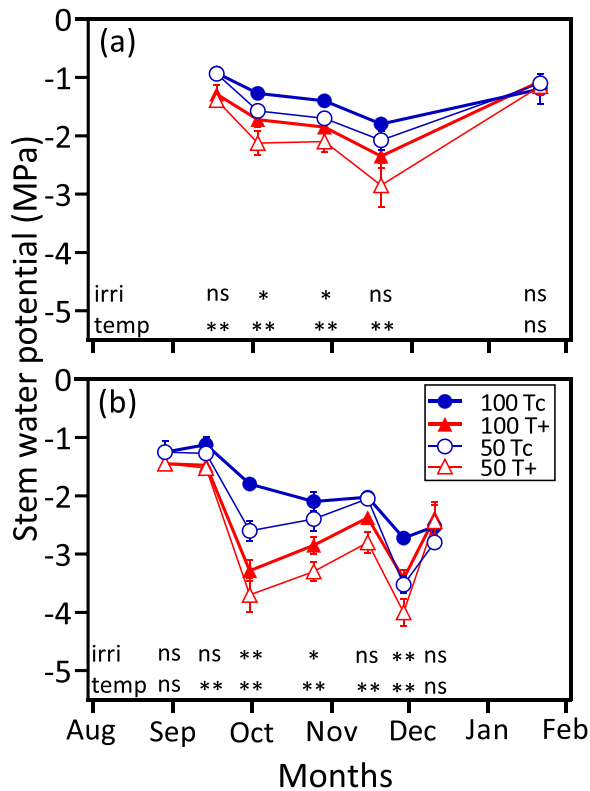 Stem water potential (MPa)
0
(a)
-1
-2
-3
-4
-5
irri ns * * ns ns
temp ** ** ** ** ns
0
(b)
100 Tc
100 T+
50 Tc
50 T+
-1
-2
-3
-4
-5
irri ns ns ** * ns ** ns
temp ns ** ** ** ** ** ns
Aug Sep Oct Nov Dec Jan Feb
Months